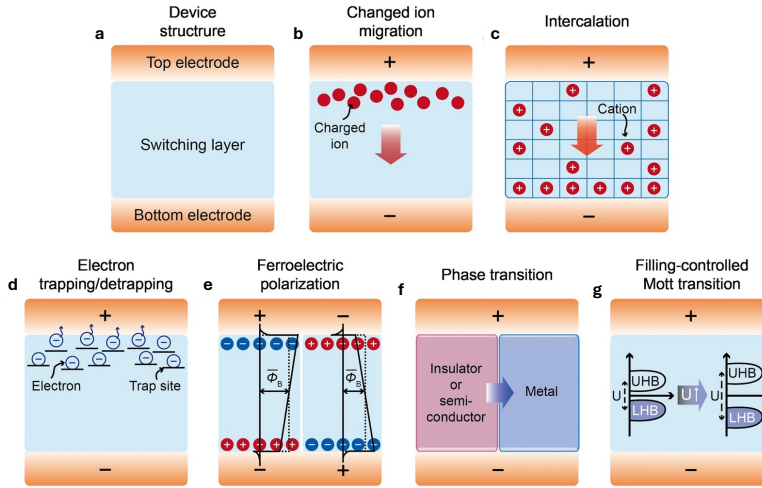 a
Device
structrure
Top electrode
Switching layer
Bottom electrode
b
Changed ion
migration
+
Charged
ion
−
c
Intercalation
+
Cation
−
d
Electron
trapping/detrapping
+
Electron
Trap site
−
e
Ferroelectric
polarization
+ −
Φ̅B Φ̅B
− +
f
Phase transition
+
Insulator
or
semi-
conductor
Metal
−
g
Filling-controlled
Mott transition
+
UHB
U
LHB
U↑
UHB
U
LHB
−